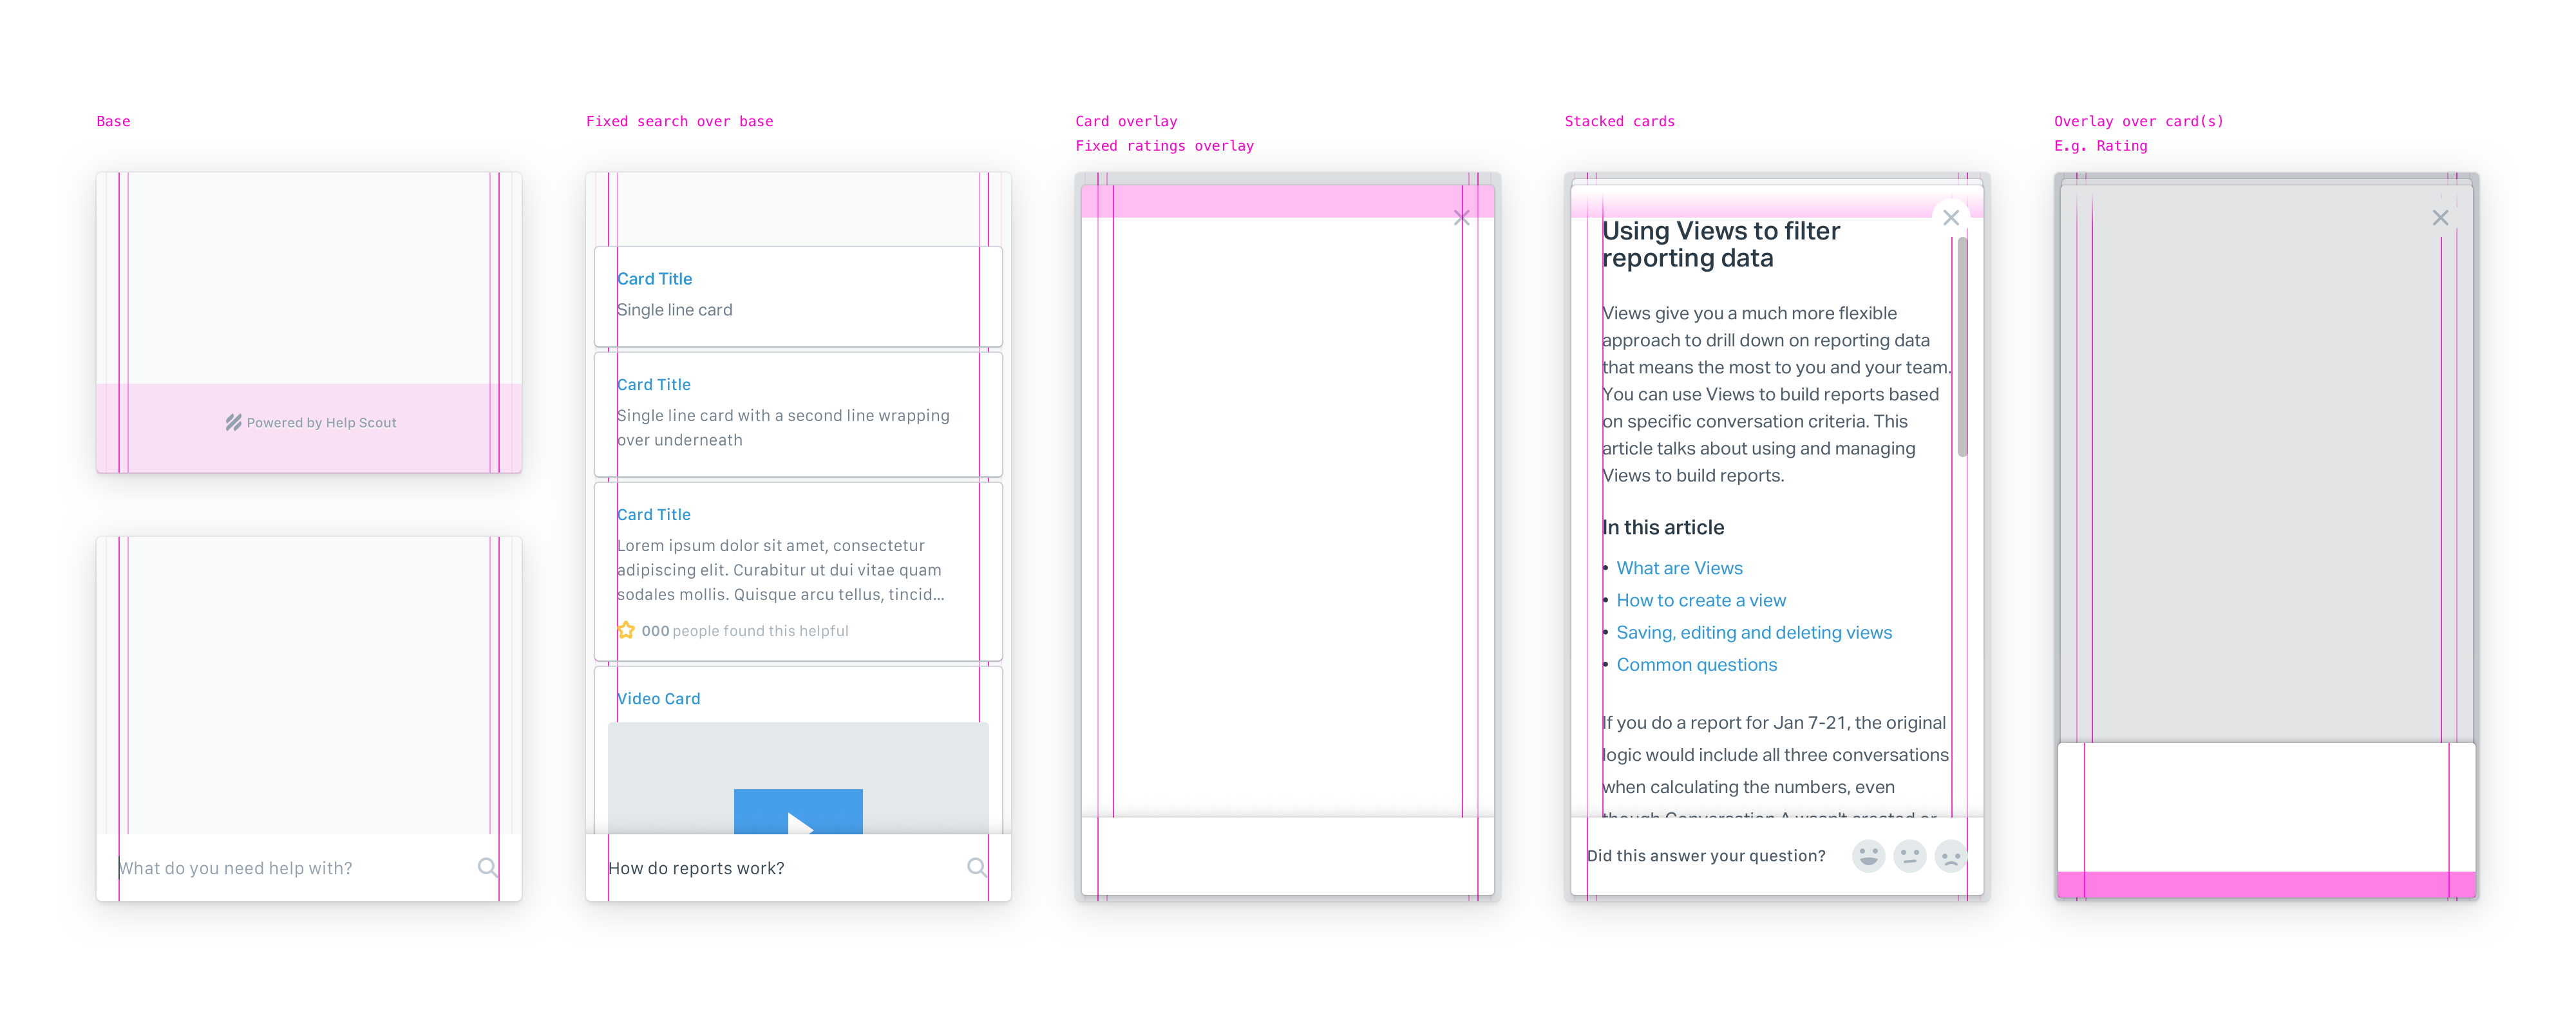 Base
Powered by Help Scout
What do you need help with?
Fixed search over base
Card Title
Single line card
Card Title
Single line card with a second line wrapping
over underneath
Card Title
Lorem ipsum dolor sit amet, consectetur
adipiscing elit. Curabitur ut dui vitae quam
sodales mollis. Quisque arcu tellus, tincid...
000 people found this helpful
Video Card
How do reports work?
Card overlay
Fixed ratings overlay
Stacked cards
Using Views to filter
reporting data
Views give you a much more flexible
approach to drill down on reporting data
that means the most to you and your team.
You can use Views to build reports based
on specific conversation criteria. This
article talks about using and managing
Views to build reports.
In this article
• What are Views
• How to create a view
• Saving, editing and deleting views
• Common questions
If you do a report for Jan 7-21, the original
logic would include all three conversations
when calculating the numbers, even
though Conversation A wasn't created or
Did this answer your question?
Overlay over card(s)
E.g. Rating